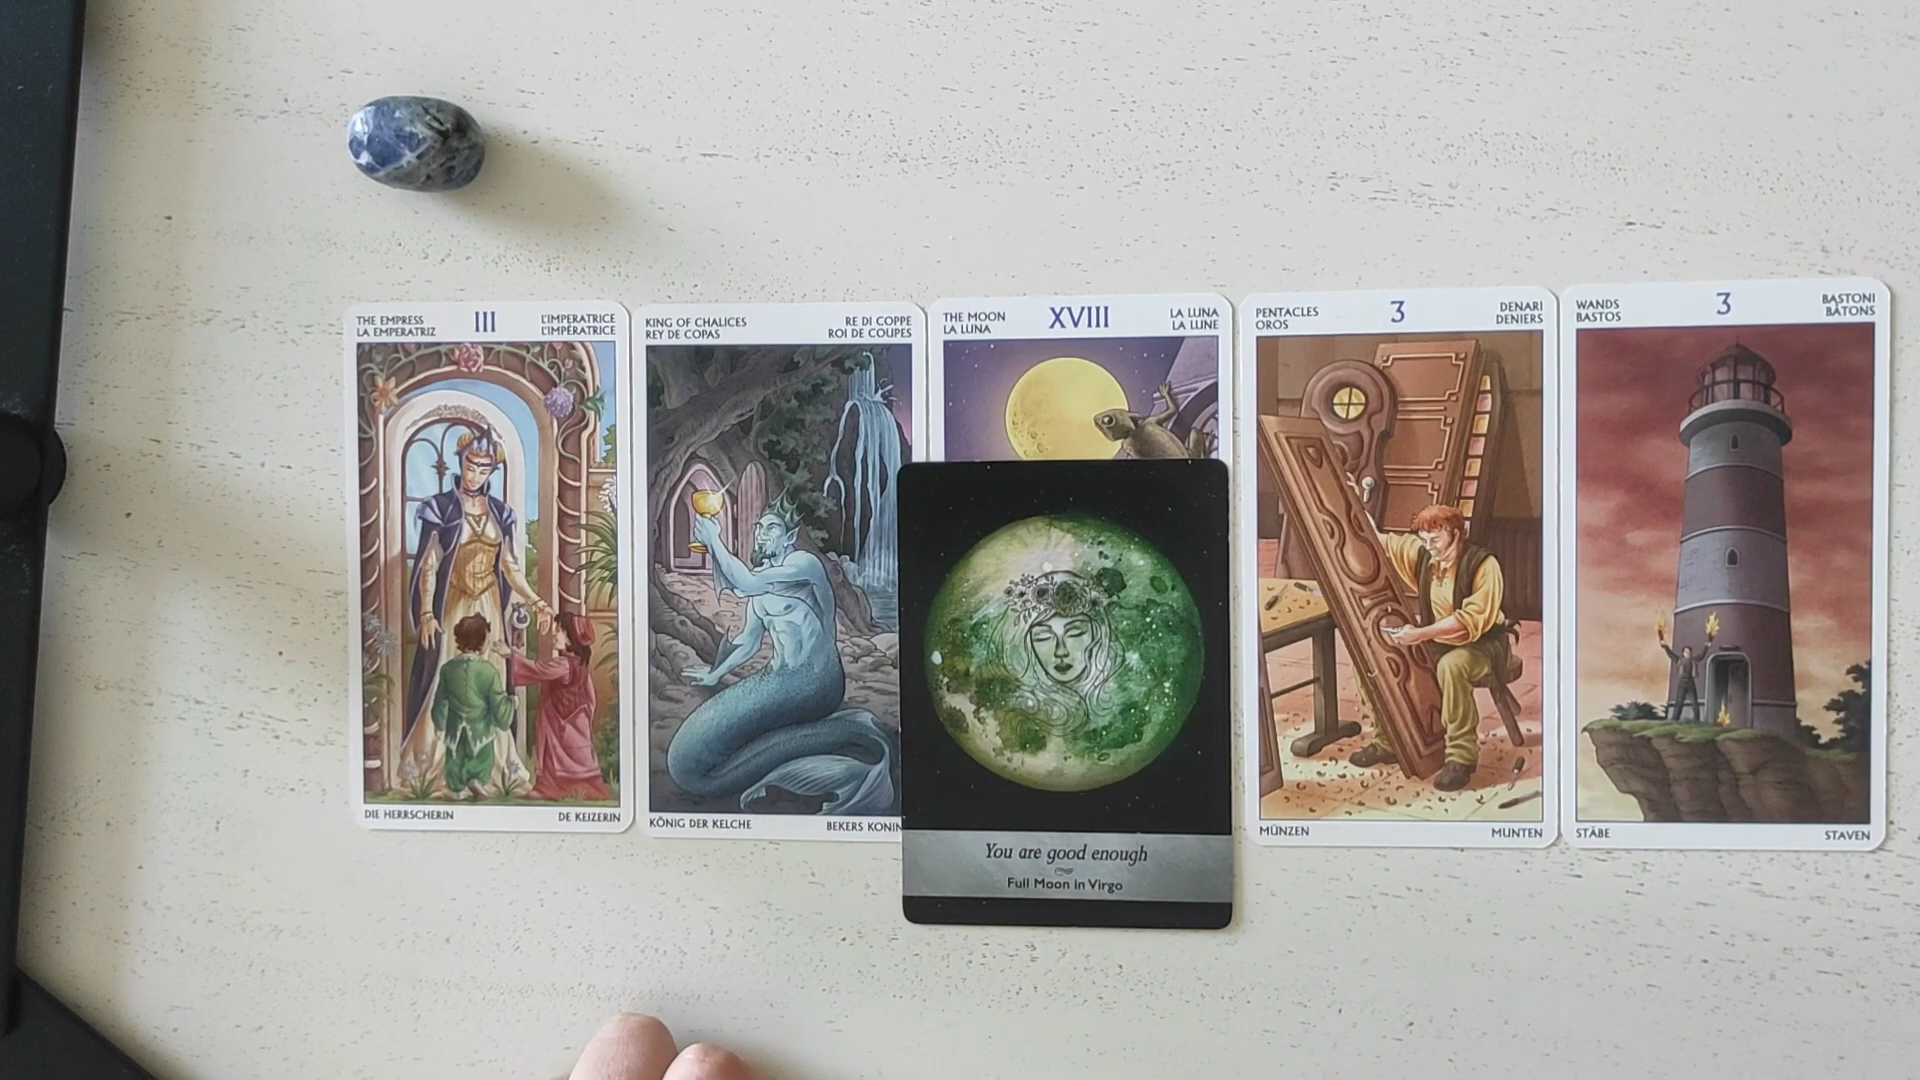 THE EMPRESS
LA EMPERATRIZ
III
L'IMPERATRICE
L'IMPÉRATRICE
DIE HERRSCHERIN
DE KEIZERIN
KING OF CHALICES
REY DE COPAS
RE DI COPPE
ROI DE COUPES
KÖNIG DER KELCHE
BEKERS KONIN
THE MOON
LA LUNA
XVIII
LA LUNA
LA LUNE
You are good enough
Full Moon in Virgo
PENTACLES
OROS
3
DENARI
DENIERS
MÜNZEN
MUNTEN
WANDS
BASTOS
3
BASTONI
BÂTONS
STÄBE
STAVEN